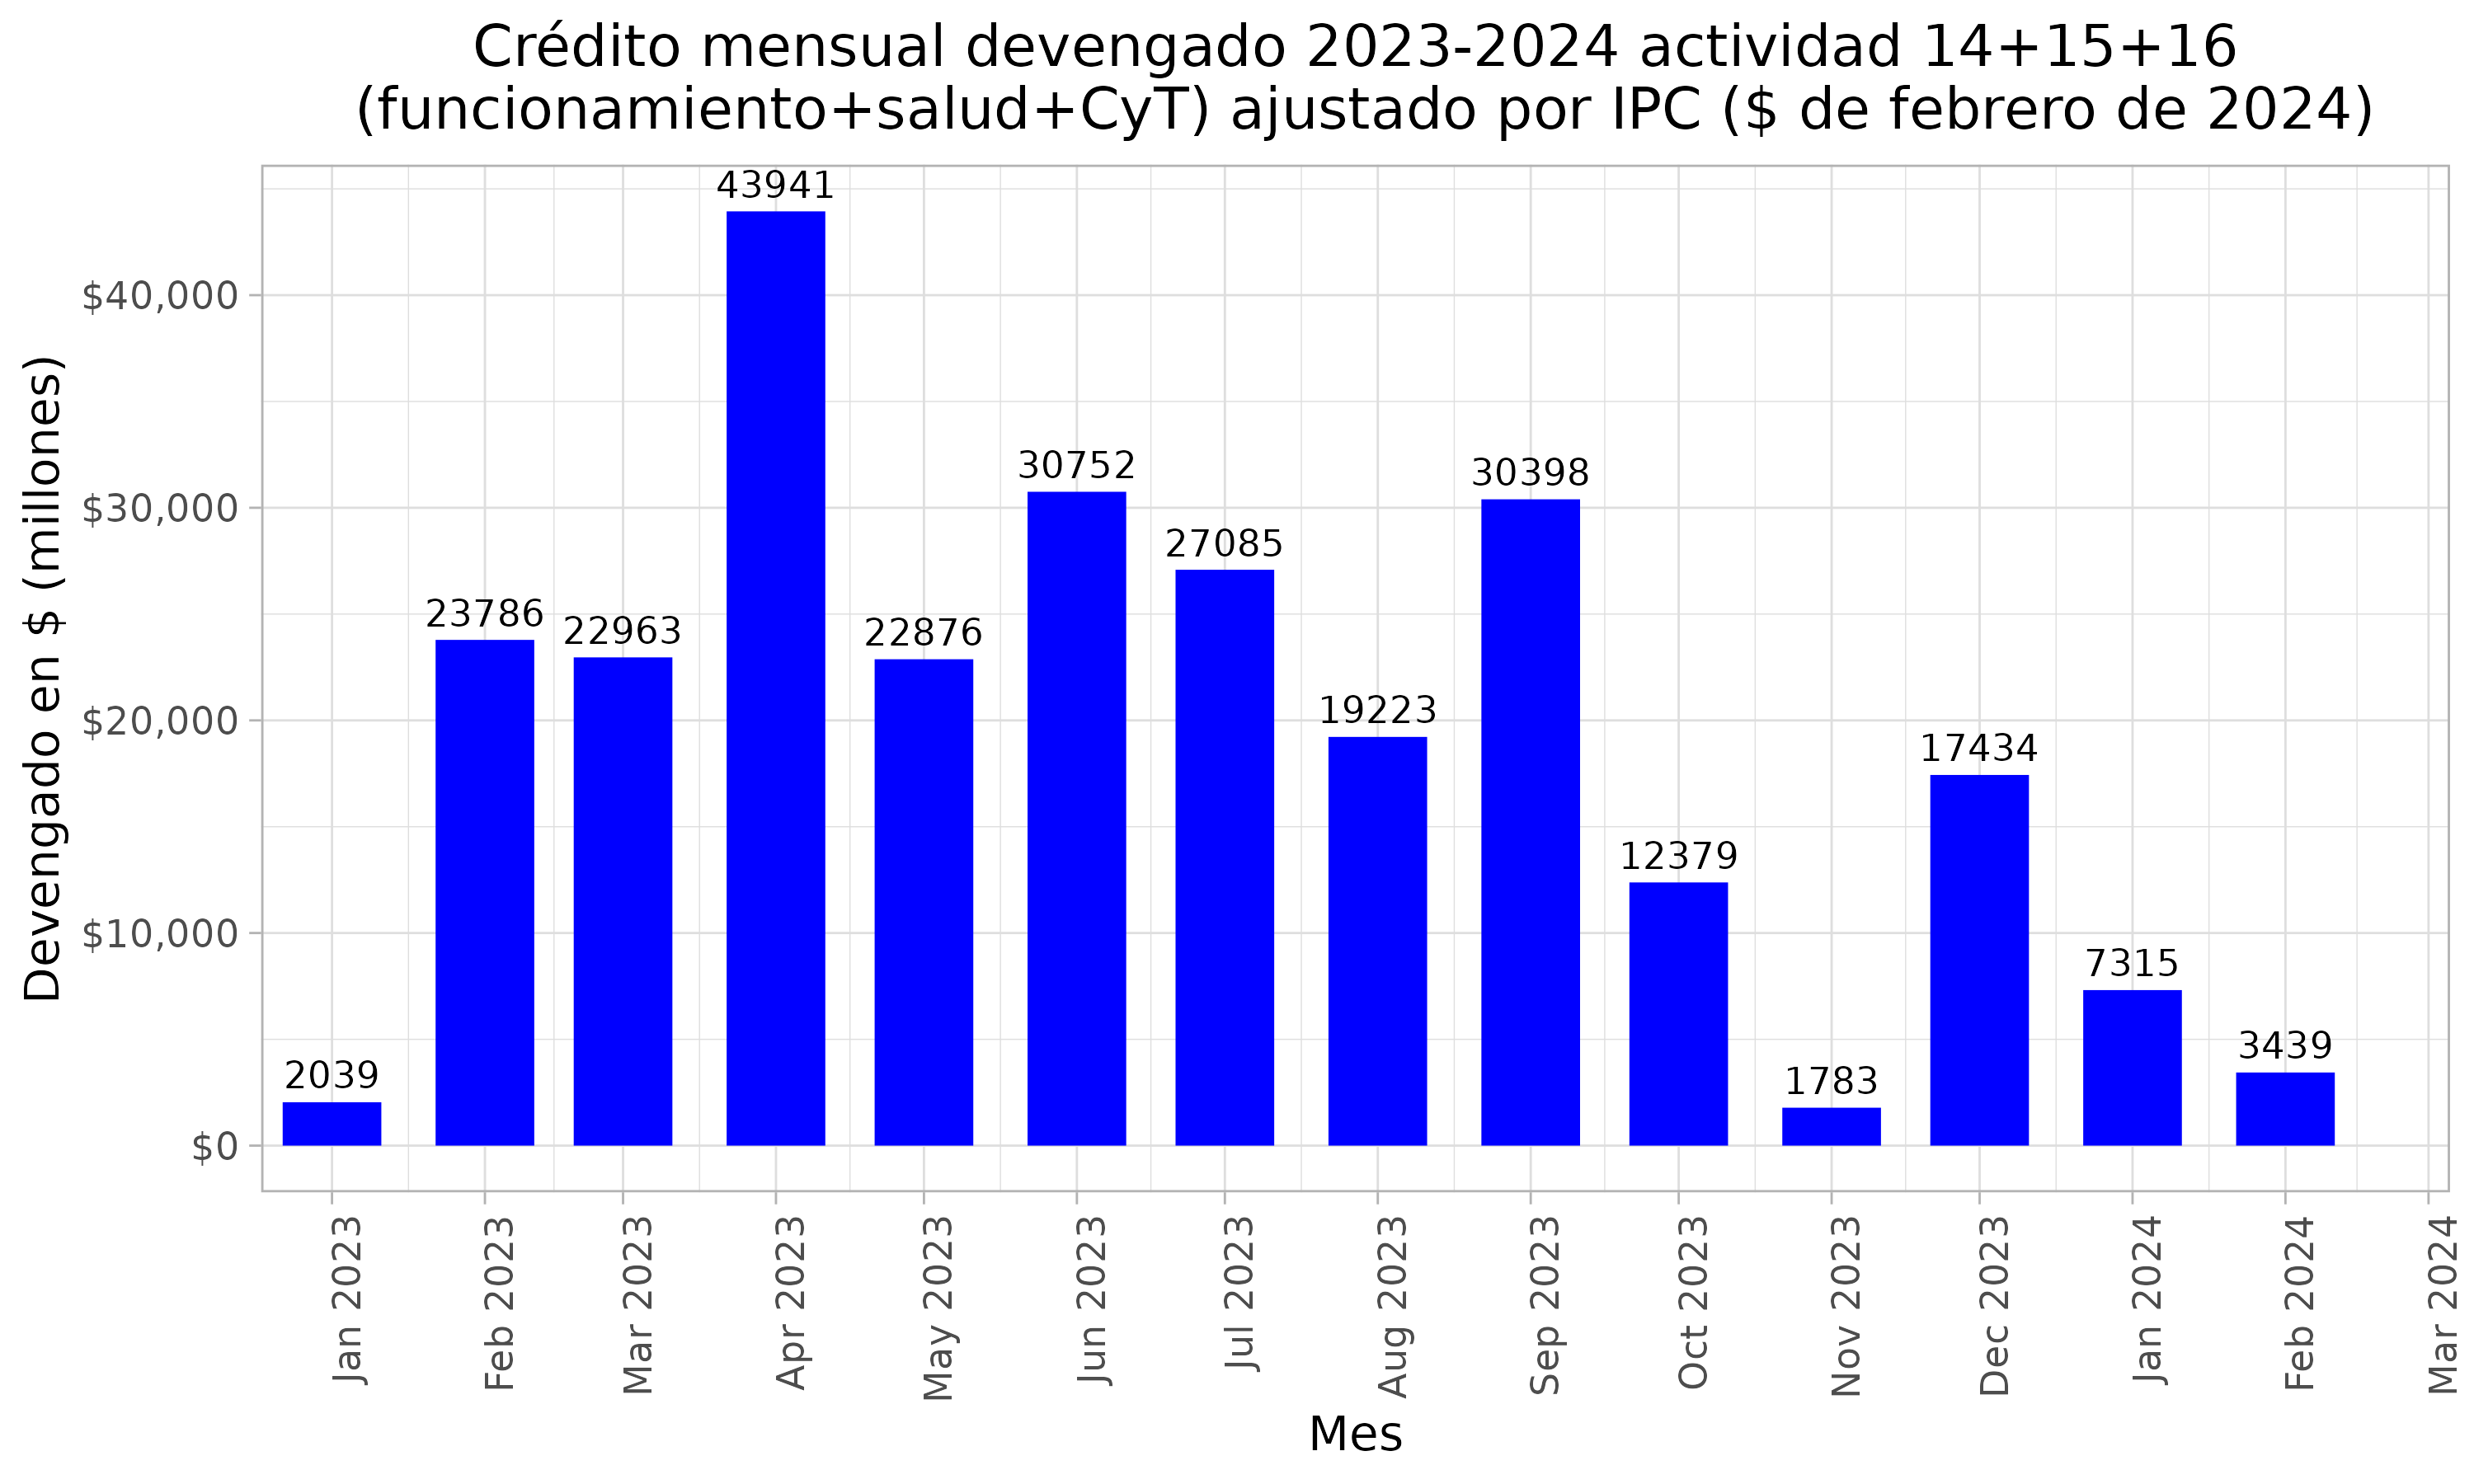 Crédito mensual devengado 2023-2024 actividad 14+15+16
(funcionamiento+salud+CyT) ajustado por IPC ($ de febrero de 2024)
Devengado en $ (millones)
$40,000
$30,000
$20,000
$10,000
$0
2039
23786
22963
43941
22876
30752
27085
19223
30398
12379
1783
17434
7315
3439
Jan 2023
Feb 2023
Mar 2023
Apr 2023
May 2023
Jun 2023
Jul 2023
Aug 2023
Sep 2023
Oct 2023
Nov 2023
Dec 2023
Jan 2024
Feb 2024
Mar 2024
Mes